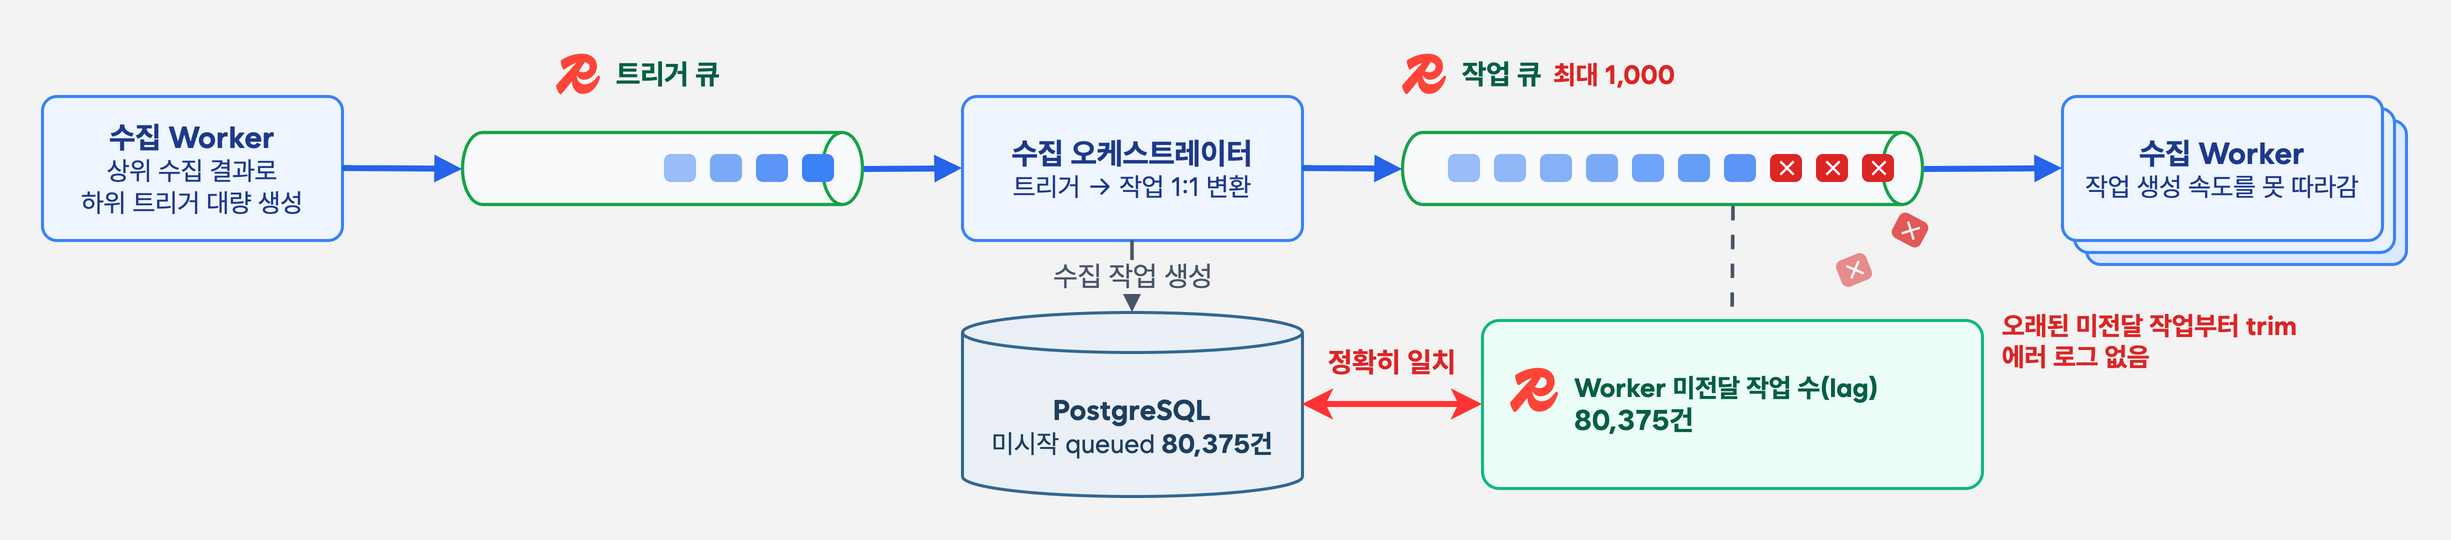 트리거 큐
작업 큐 최대 1,000
수집 Worker
상위 수집 결과로
하위 트리거 대량 생성
수집 오케스트레이터
트리거 → 작업 1:1 변환
수집 Worker
작업 생성 속도를 못 따라감
수집 작업 생성
PostgreSQL
미시작 queued 80,375건
정확히 일치
Worker 미전달 작업 수(lag)
80,375건
오래된 미전달 작업부터 trim
에러 로그 없음